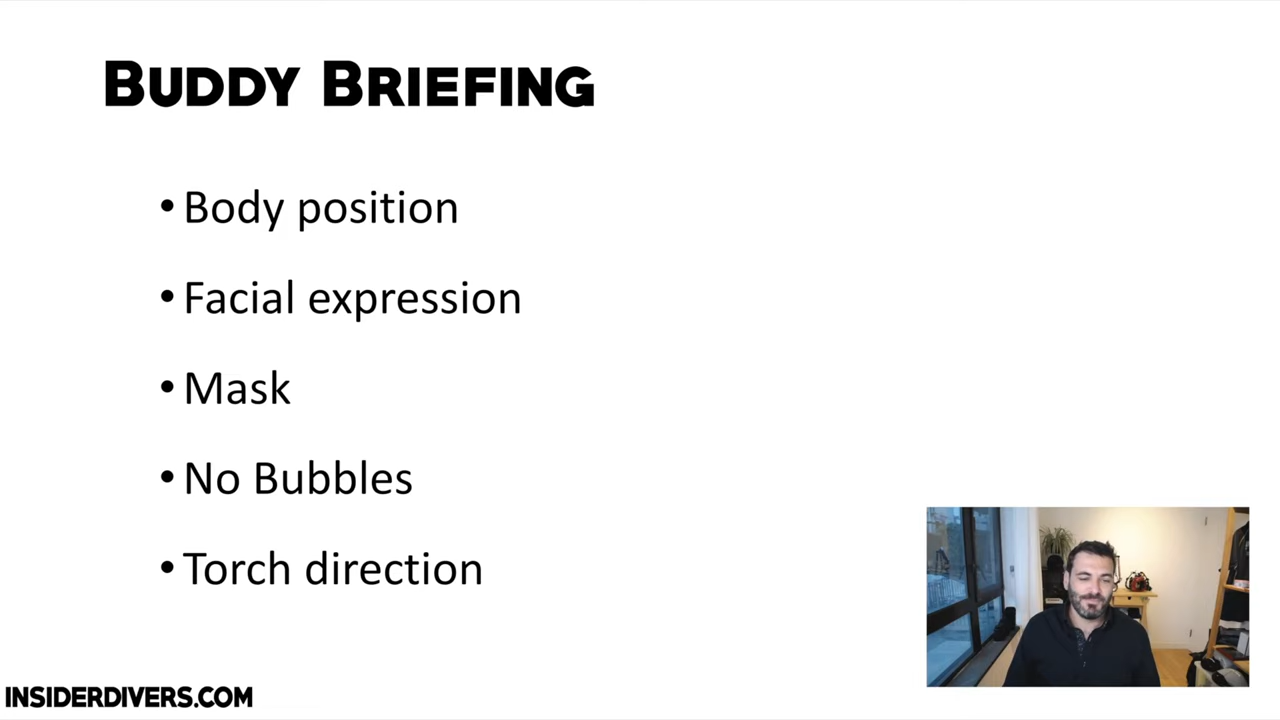 BUDDY BRIEFING
• Body position
• Facial expression
• Mask
• No Bubbles
• Torch direction
INSIDERDIVERS.COM